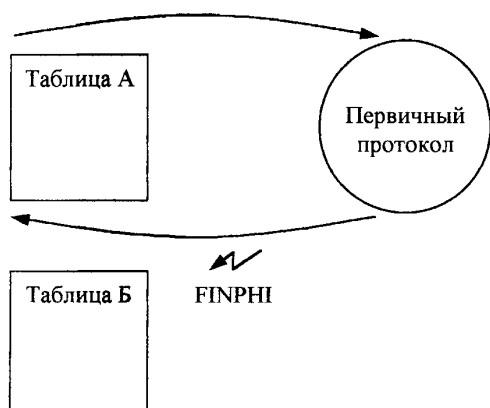 Таблица А
Первичный
протокол
Таблица Б
FINPHI